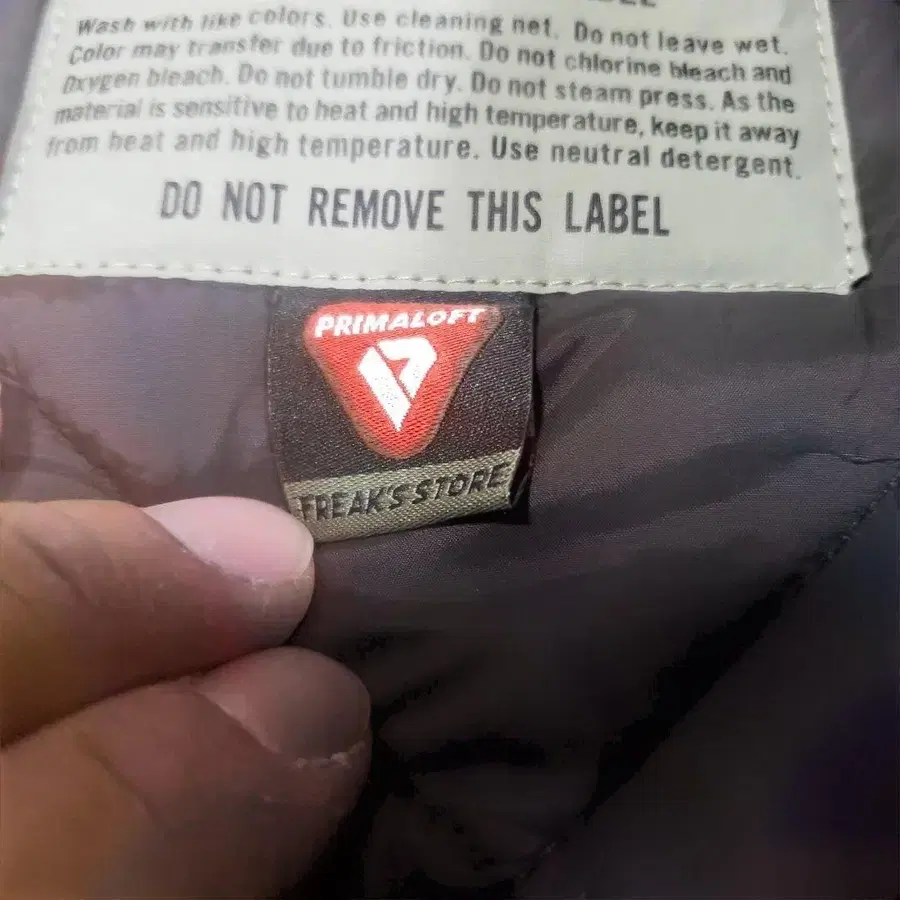 Wash with like colors. Use cleaning net. Do not leave wet.
Color may transfer due to friction. Do not chlorine bleach and
Oxygen bleach. Do not tumble dry. Do not steam press. As the
material is sensitive to heat and high temperature, keep it away
from heat and high temperature. Use neutral detergent.
DO NOT REMOVE THIS LABEL
PRIMALOFT
FREAK'S STORE